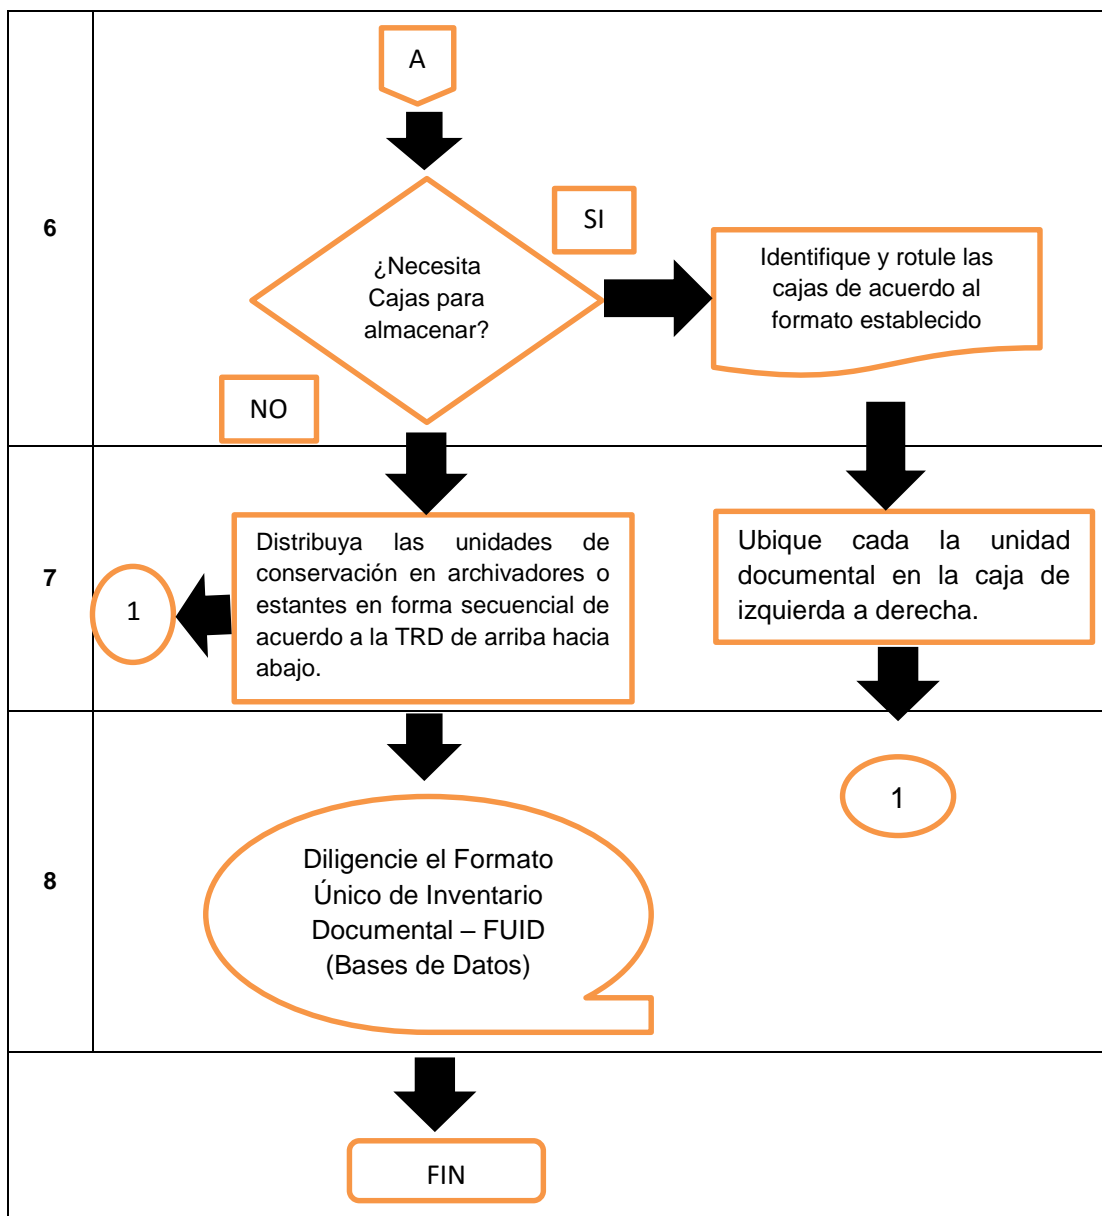 A
6
¿Necesita
Cajas para
almacenar?
SI
Identifique y rotule las
cajas de acuerdo al
formato establecido
NO
7
1
Distribuya las unidades de
conservación en archivadores o
estantes en forma secuencial de
acuerdo a la TRD de arriba hacia
abajo.
Ubique cada la unidad
documental en la caja de
izquierda a derecha.
8
1
Diligencie el Formato
Único de Inventario
Documental – FUID
(Bases de Datos)
FIN